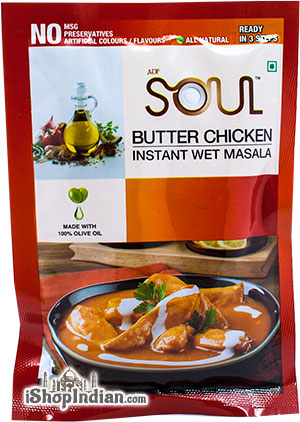 NO MSG
PRESERVATIVES
ARTIFICIAL COLOURS / FLAVOURS
ALL NATURAL
READY
IN 3 STEPS
ADF
SOUL™
BUTTER CHICKEN
INSTANT WET MASALA
MADE WITH
100% OLIVE OIL
iShopIndian.com